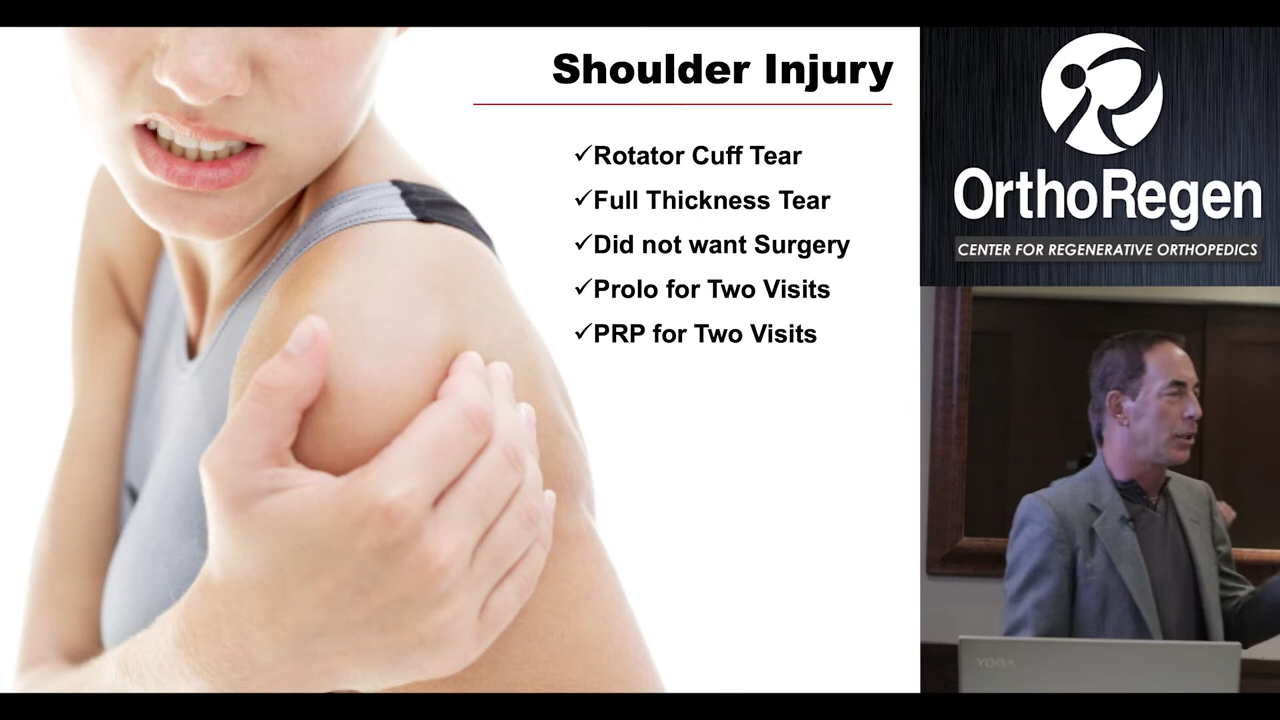 Shoulder Injury
✓Rotator Cuff Tear
✓Full Thickness Tear
✓Did not want Surgery
✓Prolo for Two Visits
✓PRP for Two Visits
OrthoRegen
CENTER FOR REGENERATIVE ORTHOPEDICS
YOGA